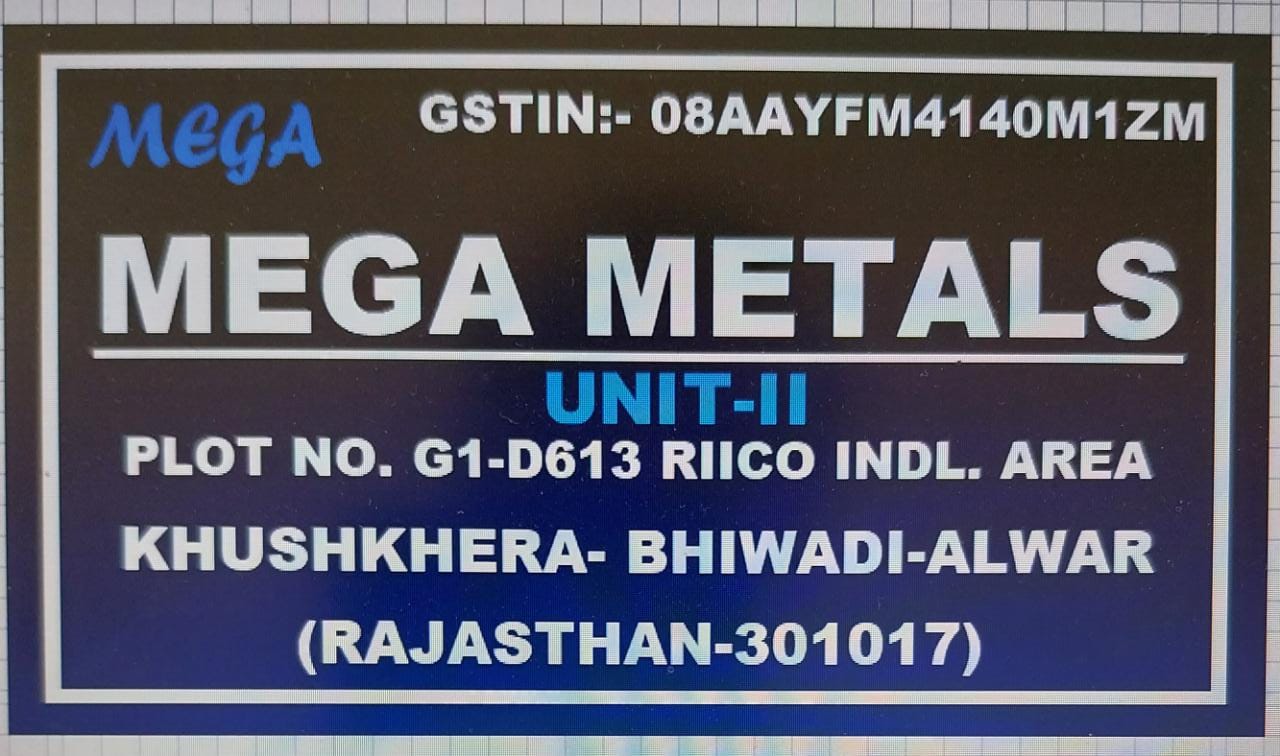 MEGA
GSTIN:- 08AAYFM4140M1ZM
MEGA METALS
UNIT-II
PLOT NO. G1-D613 RIICO INDL. AREA
KHUSHKHERA- BHIWADI-ALWAR
(RAJASTHAN-301017)